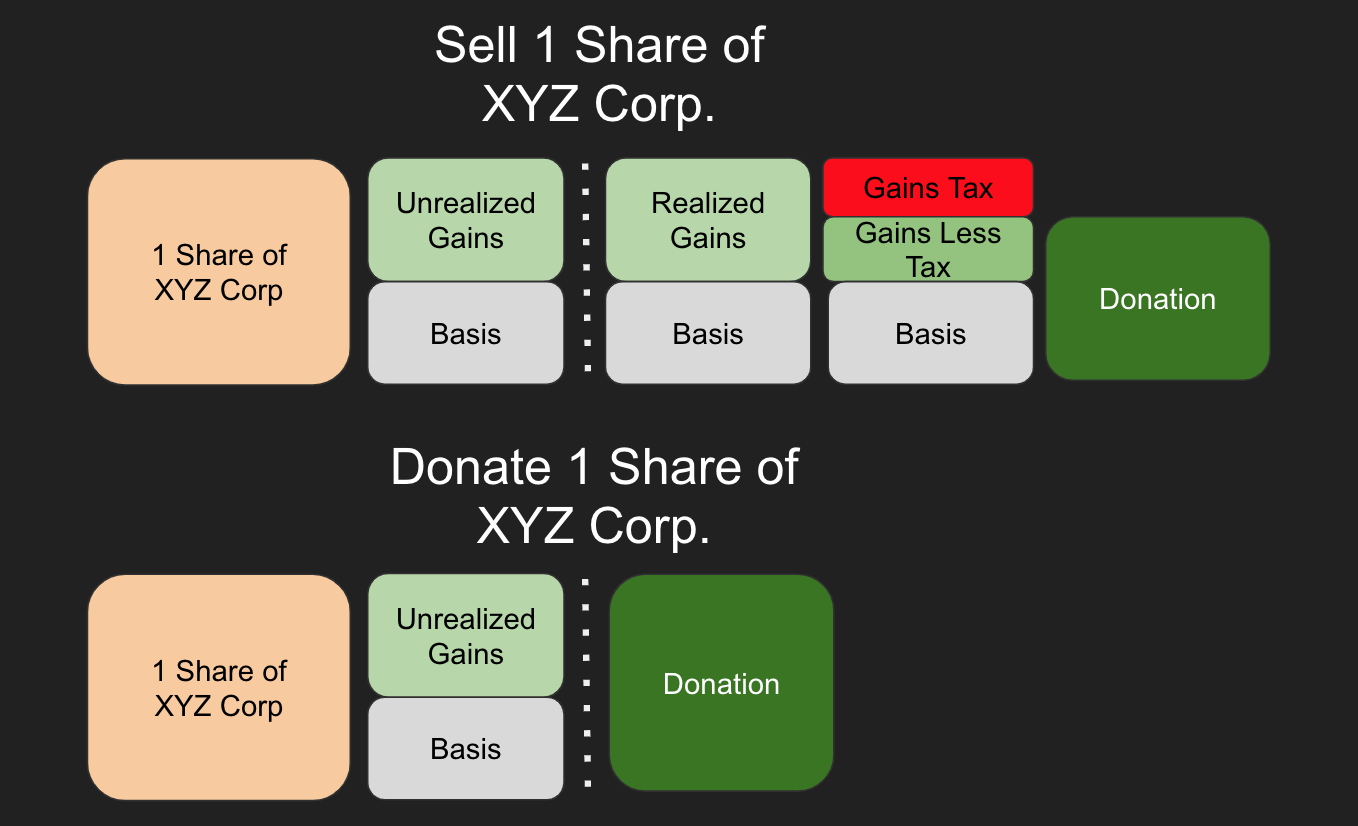 Sell 1 Share of
XYZ Corp.
1 Share of
XYZ Corp
Unrealized
Gains
Basis
Realized
Gains
Basis
Gains Tax
Gains Less
Tax
Basis
Donation
Donate 1 Share of
XYZ Corp.
1 Share of
XYZ Corp
Unrealized
Gains
Basis
Donation